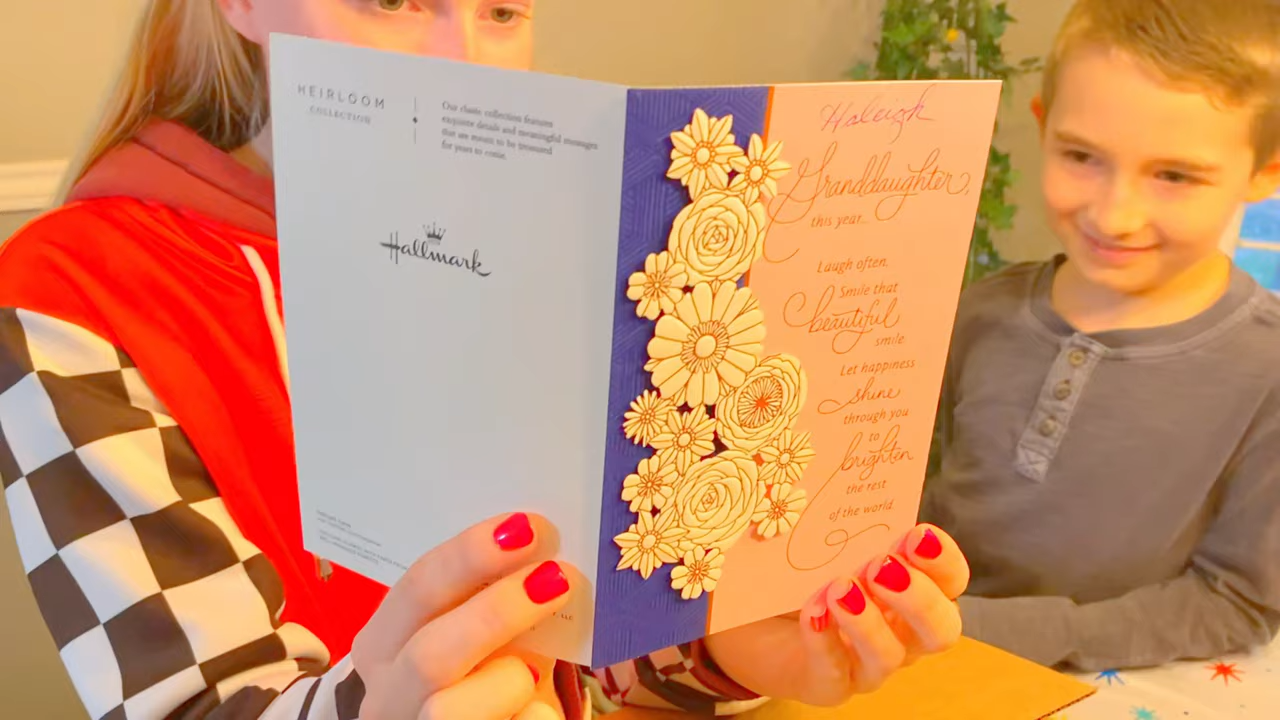 HEIRLOOM
COLLECTION
Our classic collection features
exquisite details and meaningful messages
that are meant to be treasured
for years to come.
Hallmark
Haleigh
Granddaughter,
this year...
Laugh often.
Smile that
beautiful
smile.
Let happiness
shine
through you
to
brighten
the rest
of the world